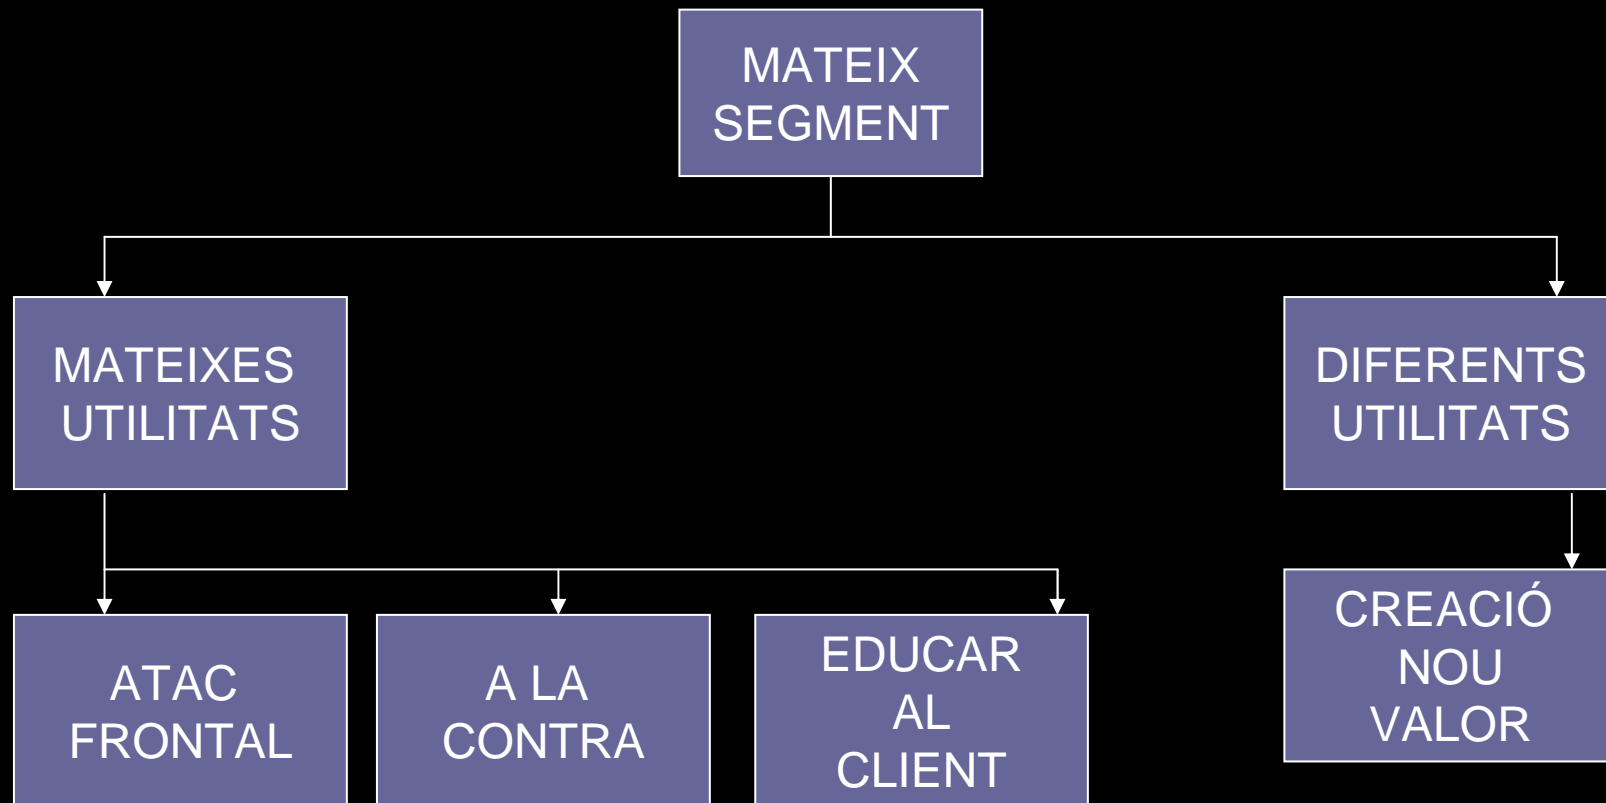 MATEIX
SEGMENT
MATEIXES
UTILITATS
DIFERENTS
UTILITATS
ATAC
FRONTAL
A LA
CONTRA
EDUCAR
AL
CLIENT
CREACIÓ
NOU
VALOR